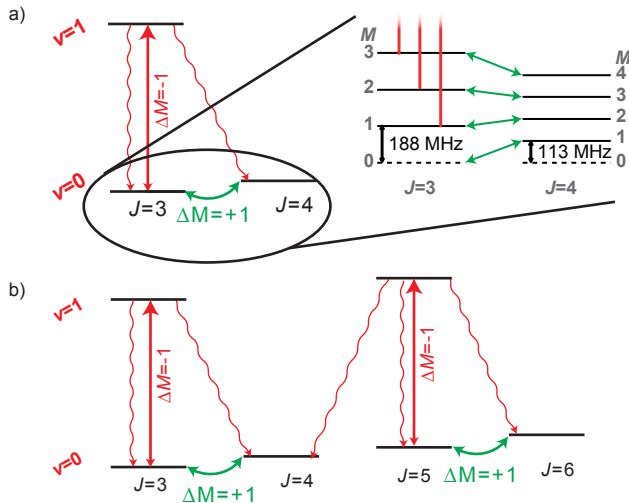 a)
v=1
ΔM=-1
v=0
J=3
ΔM=+1
J=4
M
3
2
1
0
188 MHz
J=3
M
4
3
2
1
0
113 MHz
J=4
b)
v=1
ΔM=-1
v=0
J=3
ΔM=+1
J=4
ΔM=-1
J=5
ΔM=+1
J=6